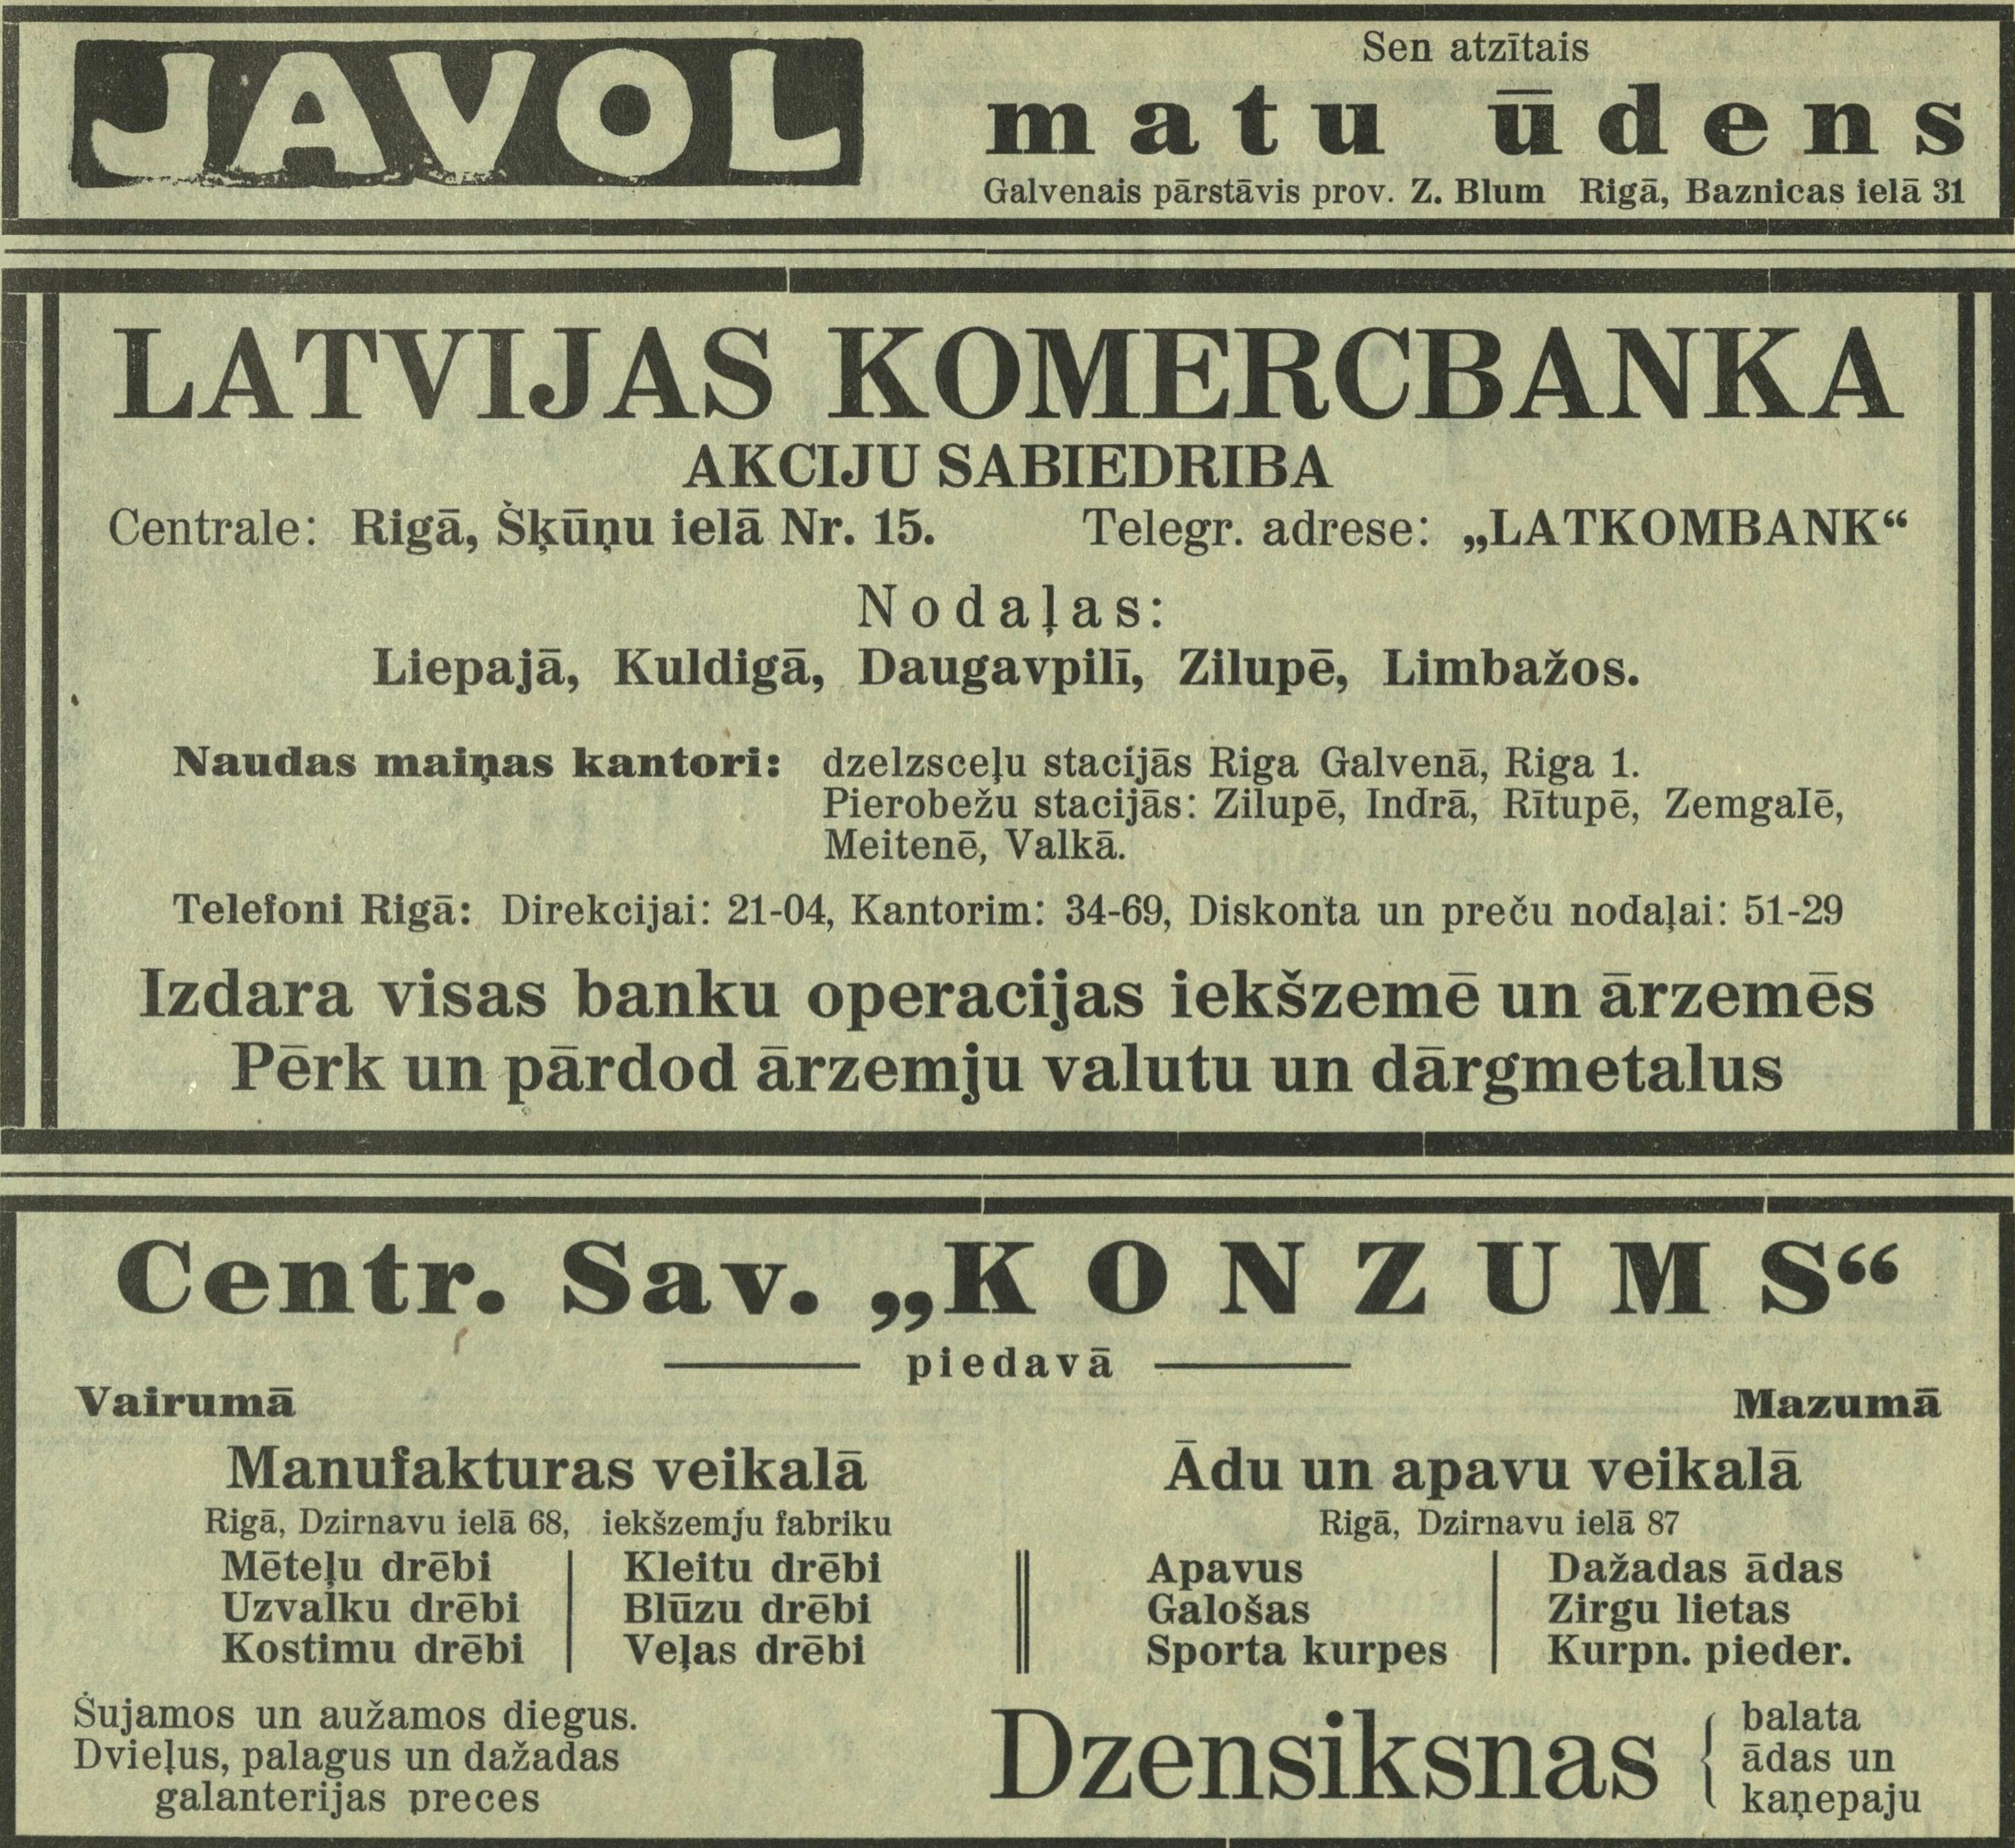 JAVOL
Sen atzītais
matu ūdens
Galvenais pārstāvis prov. Z. Blum Rigā, Baznicas ielā 31
LATVIJAS KOMERCBANKA
AKCIJU SABIEDRIBA
Centrale: Rigā, Šķūņu ielā Nr. 15. Telegr. adrese: „LATKOMBANK“
Nodaļas:
Liepajā, Kuldigā, Daugavpilī, Zilupē, Limbažos.
Naudas maiņas kantori: dzelzsceļu stacijās Riga Galvenā, Riga 1.
Pierobežu stacijās: Zilupē, Indrā, Rītupē, Zemgalē,
Meitenē, Valkā.
Telefoni Rigā: Direkcijai: 21-04, Kantorim: 34-69, Diskonta un preču nodaļai: 51-29
Izdara visas banku operacijas iekšzemē un ārzemēs
Pērk un pārdod ārzemju valutu un dārgmetalus
Centr. Sav. „KONZUMS“
piedavā
Vairumā
Mazumā
Manufakturas veikalā
Rigā, Dzirnavu ielā 68, iekšzemju fabriku
Mēteļu drēbi
Uzvalku drēbi
Kostimu drēbi
Kleitu drēbi
Blūzu drēbi
Veļas drēbi
Šujamos un aužamos diegus.
Dvieļus, palagus un dažadas
galanterijas preces
Ādu un apavu veikalā
Rigā, Dzirnavu ielā 87
Apavus
Galošas
Sporta kurpes
Dažadas ādas
Zirgu lietas
Kurpn. pieder.
Dzensiksnas
balata
ādas un
kaņepaju